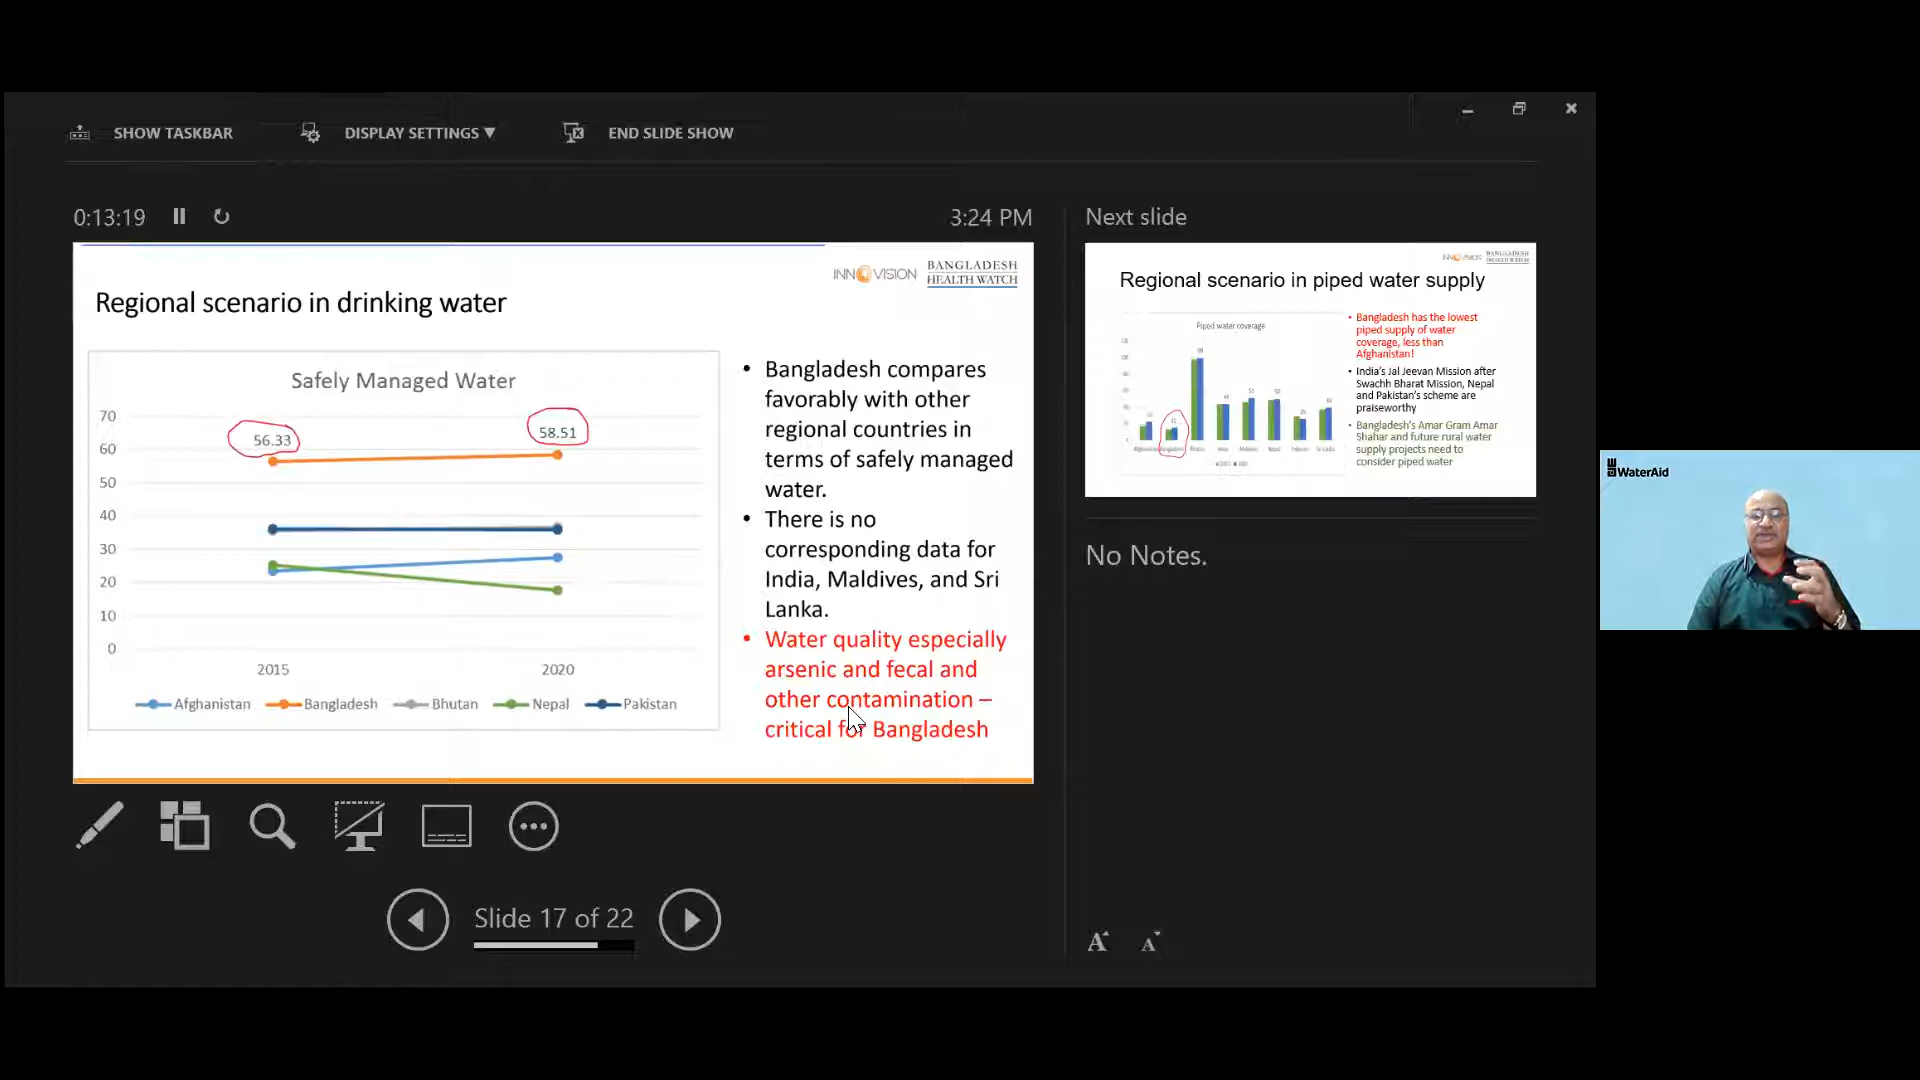 SHOW TASKBAR
DISPLAY SETTINGS ▼
END SLIDE SHOW
0:13:19
3:24 PM
INNOVISION
BANGLADESH
HEALTH WATCH
Regional scenario in drinking water
Safely Managed Water
70
60
50
40
30
20
10
0
56.33
58.51
2015
2020
Afghanistan
Bangladesh
Bhutan
Nepal
Pakistan
• Bangladesh compares
favorably with other
regional countries in
terms of safely managed
water.
• There is no
corresponding data for
India, Maldives, and Sri
Lanka.
• Water quality especially
arsenic and fecal and
other contamination –
critical for Bangladesh
Slide 17 of 22
Next slide
INNOVISION
BANGLADESH
HEALTH WATCH
Regional scenario in piped water supply
Piped water coverage
• Bangladesh has the lowest
piped supply of water
coverage, less than
Afghanistan!
• India's Jal Jeevan Mission after
Swachh Bharat Mission, Nepal
and Pakistan's scheme are
praiseworthy
• Bangladesh's Amar Gram Amar
Shahar and future rural water
supply projects need to
consider piped water
No Notes.
A
A
WaterAid